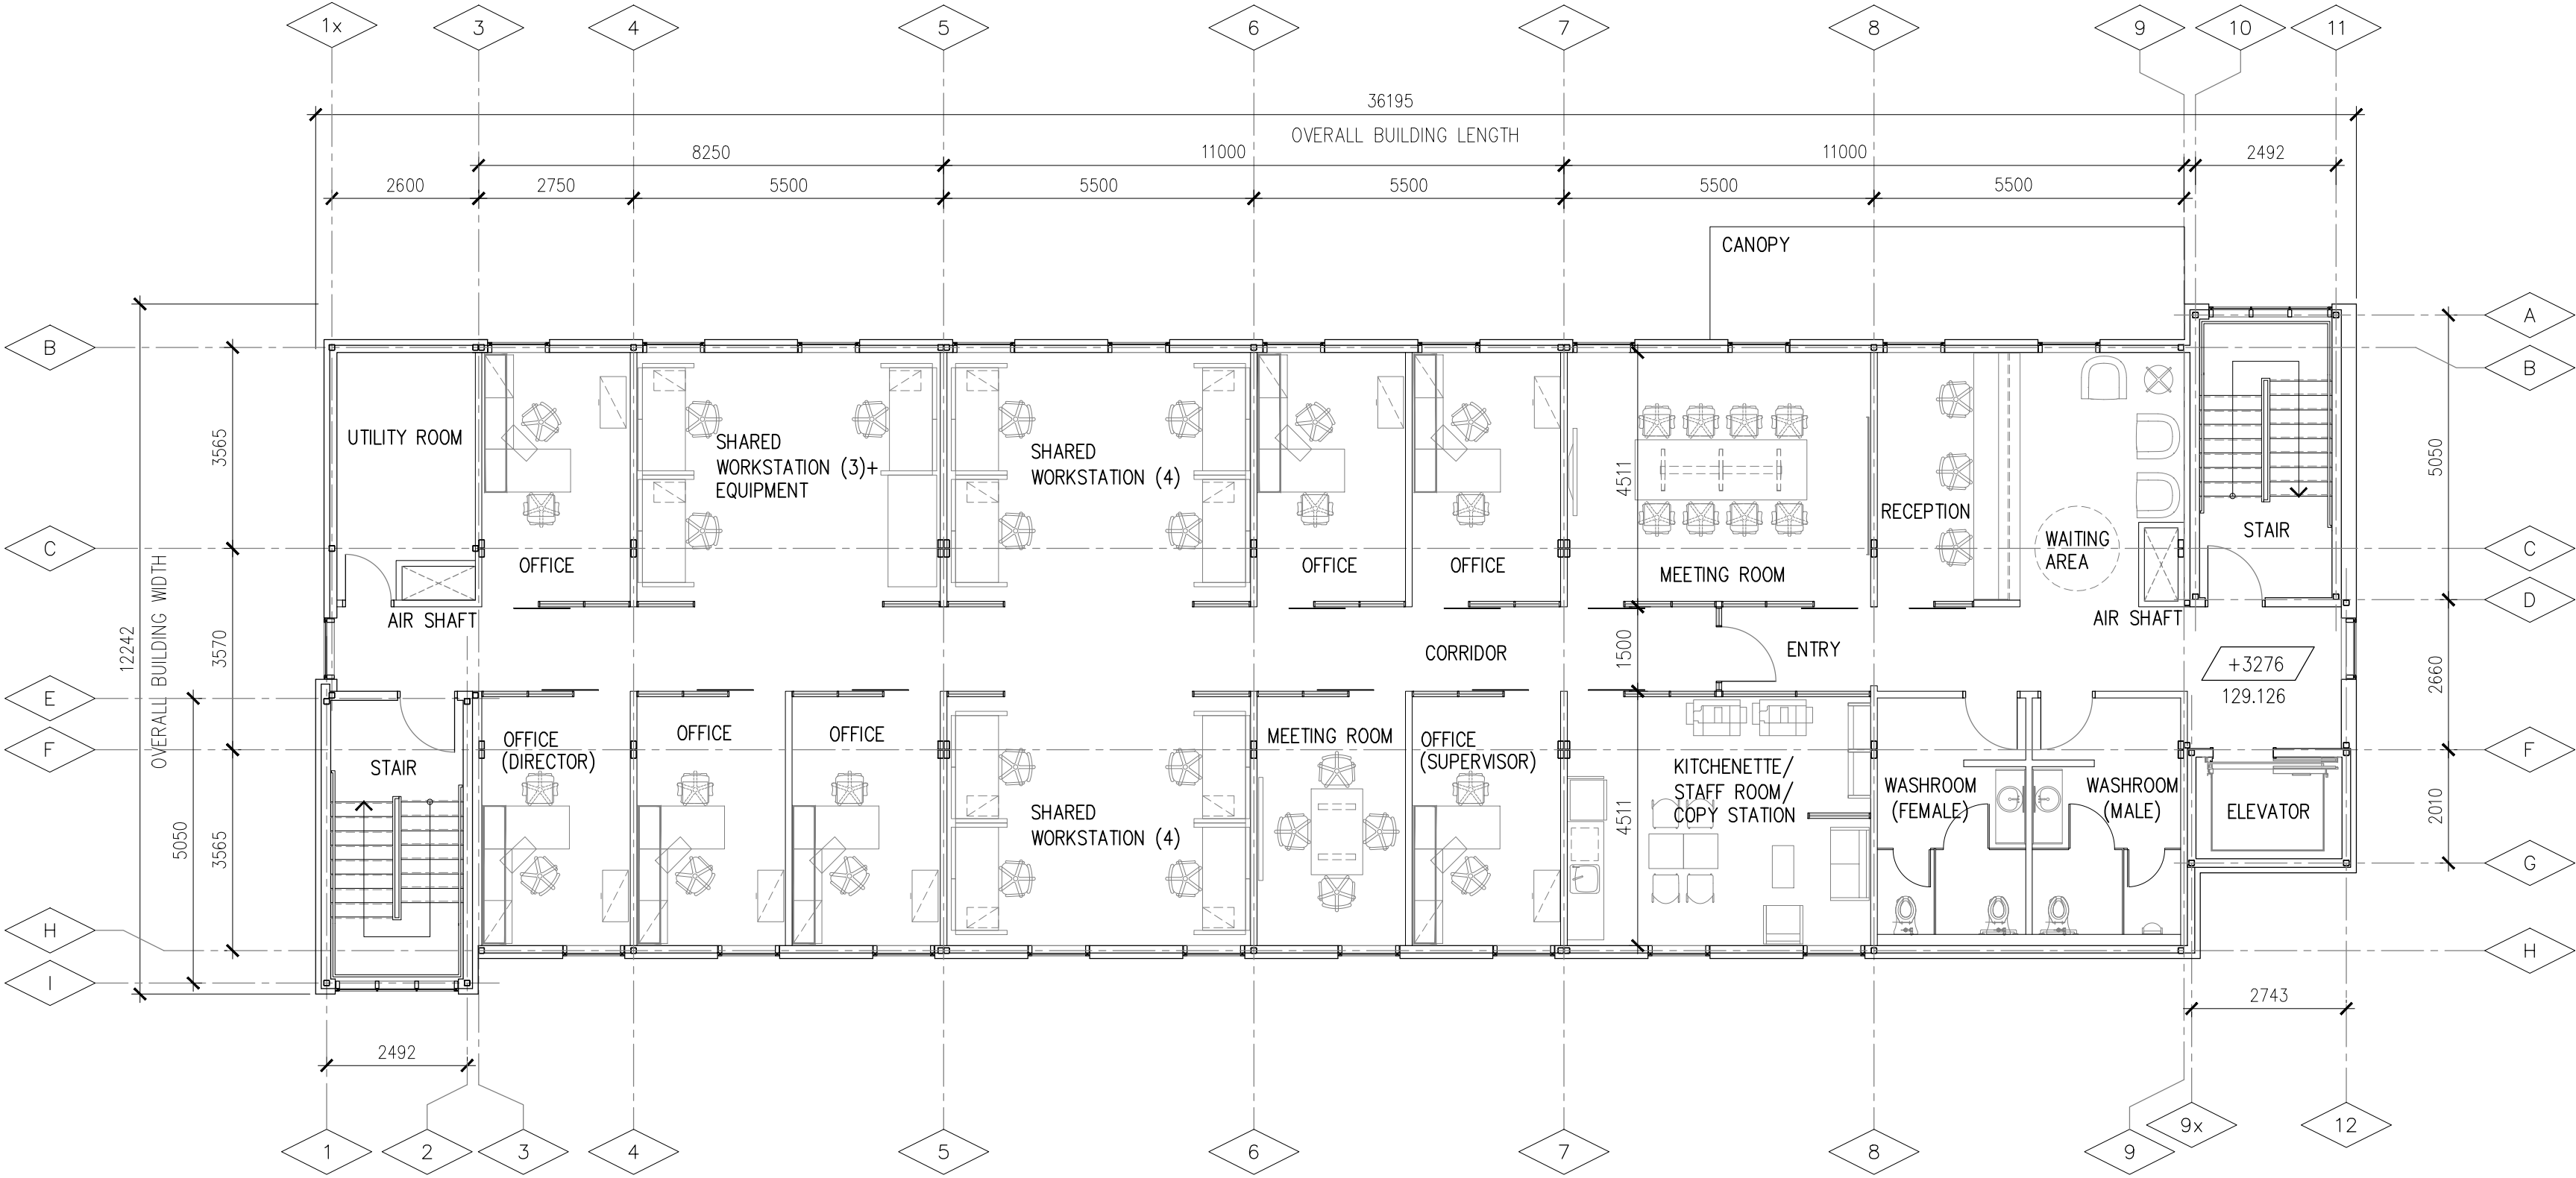 1x 3 4 5 6 7 8 9 10 11
36195
OVERALL BUILDING LENGTH
8250 11000 11000 2492
2600 2750 5500 5500 5500 5500 5500
CANOPY
A
B B
3565
UTILITY ROOM
SHARED
WORKSTATION (3)+
EQUIPMENT
SHARED
WORKSTATION (4)
4511
5050
RECEPTION
STAIR
WAITING
AREA
C C
OFFICE OFFICE OFFICE
MEETING ROOM
D
AIR SHAFT AIR SHAFT
12242
OVERALL BUILDING WIDTH
3570
CORRIDOR
1500
ENTRY
+3276
129.126
2660
E
OFFICE
(DIRECTOR)
OFFICE
OFFICE
MEETING ROOM
OFFICE
(SUPERVISOR)
F F
STAIR
KITCHENETTE/
STAFF ROOM/
COPY STATION
WASHROOM
(FEMALE)
WASHROOM
(MALE)
ELEVATOR
2010
SHARED
WORKSTATION (4)
4511
5050
3565
G
H H
I
2743
2492
1 2 3 4 5 6 7 8 9 9x 12